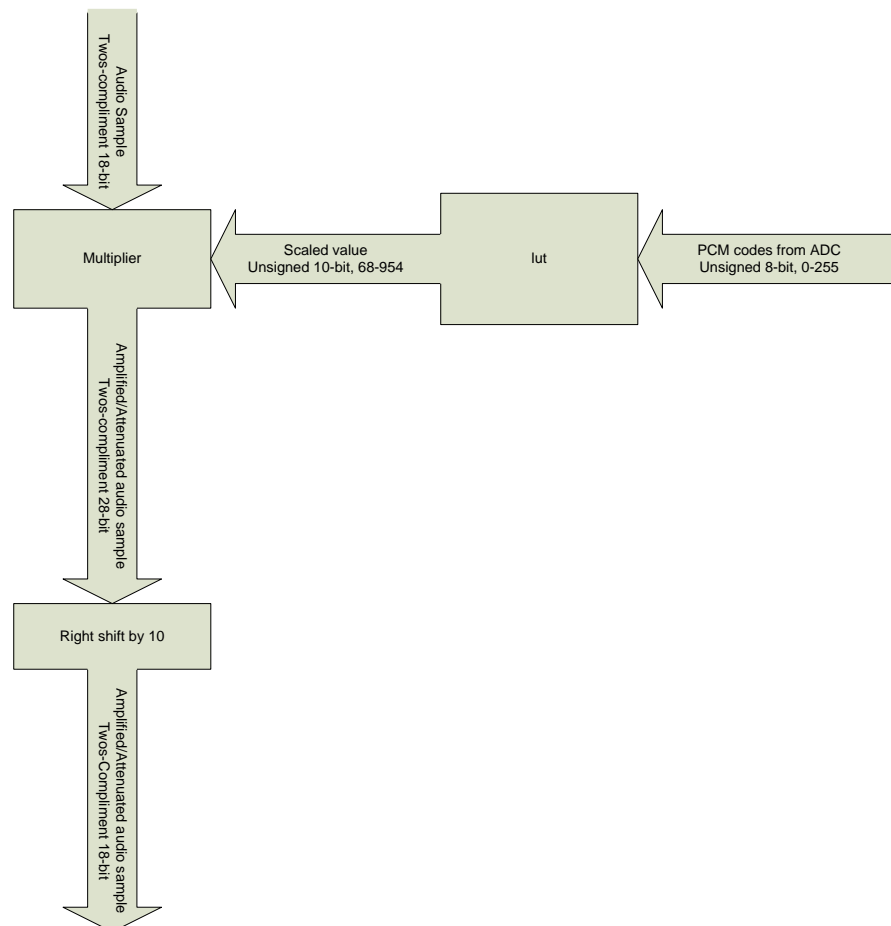 Audio Sample
Twos-compliment 18-bit
Multiplier
Scaled value
Unsigned 10-bit, 68-954
lut
PCM codes from ADC
Unsigned 8-bit, 0-255
Amplified/Attenuated audio sample
Twos-compliment 28-bit
Right shift by 10
Amplified/Attenuated audio sample
Twos-Compliment 18-bit